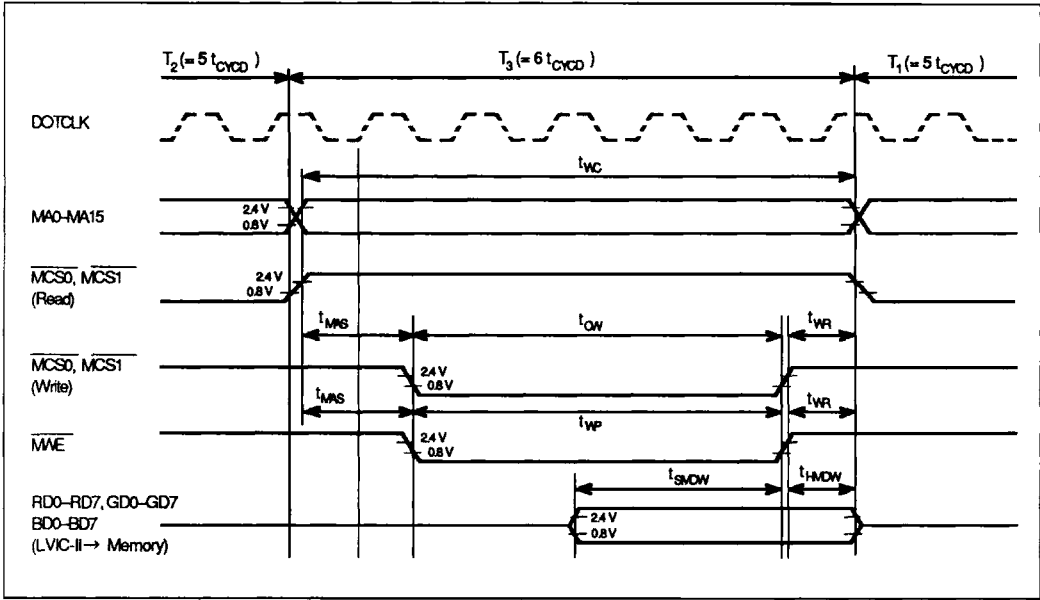 T2 (= 5 tCYCD) T3 (= 6 tCYCD) T1 (= 5 tCYCD)
DOTCLK
tWC
MA0–MA15 2.4 V
0.8 V
MCS0, MCS1 2.4 V
(Read) 0.8 V
tMAS tCW tWR
MCS0, MCS1 2.4 V
(Write) 0.8 V
tMAS tWP tWR
MWE 2.4 V
0.8 V
tSMDW tHMDW
RD0–RD7, GD0–GD7 2.4 V
BD0–BD7 0.8 V
(LVIC-II→ Memory)